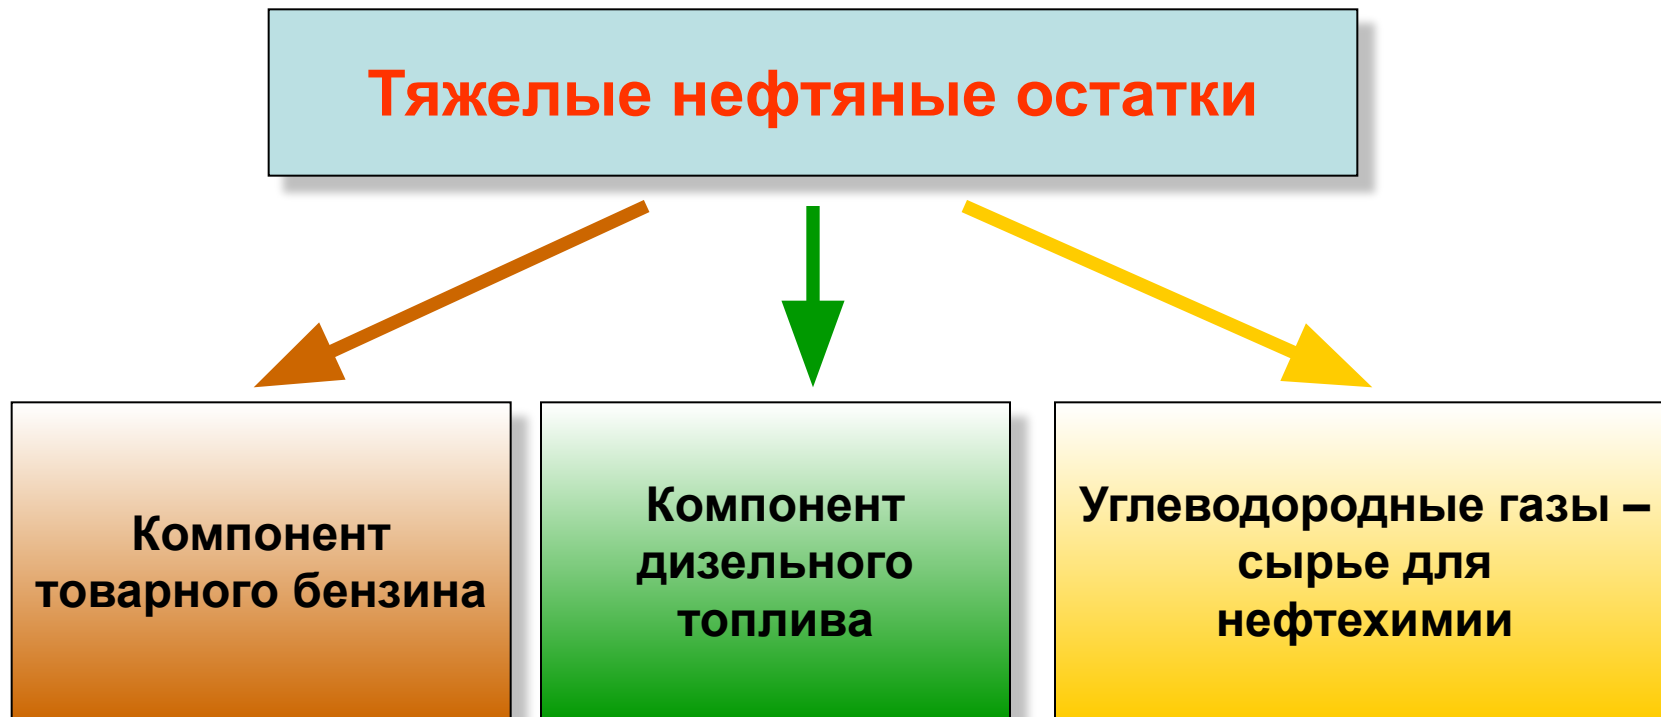 Тяжелые нефтяные остатки
Компонент
товарного бензина
Компонент
дизельного
топлива
Углеводородные газы –
сырье для
нефтехимии